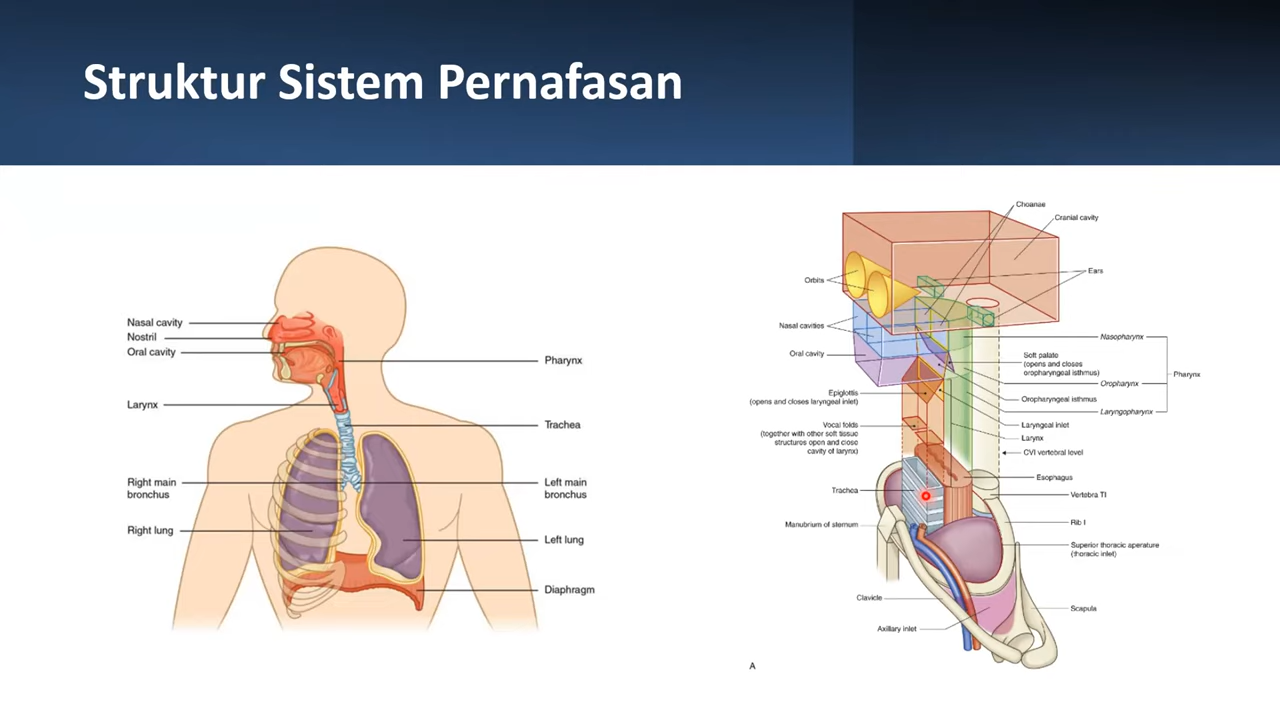 Struktur Sistem Pernafasan
Nasal cavity
Nostril
Oral cavity
Larynx
Right main
bronchus
Right lung
Pharynx
Trachea
Left main
bronchus
Left lung
Diaphragm
Choanae
Cranial cavity
Ears
Orbits
Nasal cavities
Oral cavity
Epiglottis
(opens and closes laryngeal inlet)
Vocal folds
(together with other soft tissue
structures open and close
cavity of larynx)
Trachea
Manubrium of sternum
Clavicle
Axillary inlet
Nasopharynx
Soft palate
(opens and closes
oropharyngeal isthmus)
Pharynx
Oropharynx
Oropharyngeal isthmus
Laryngopharynx
Laryngeal inlet
Larynx
CVI vertebral level
Esophagus
Vertebra TI
Rib I
Superior thoracic aperature
(thoracic inlet)
Scapula
A